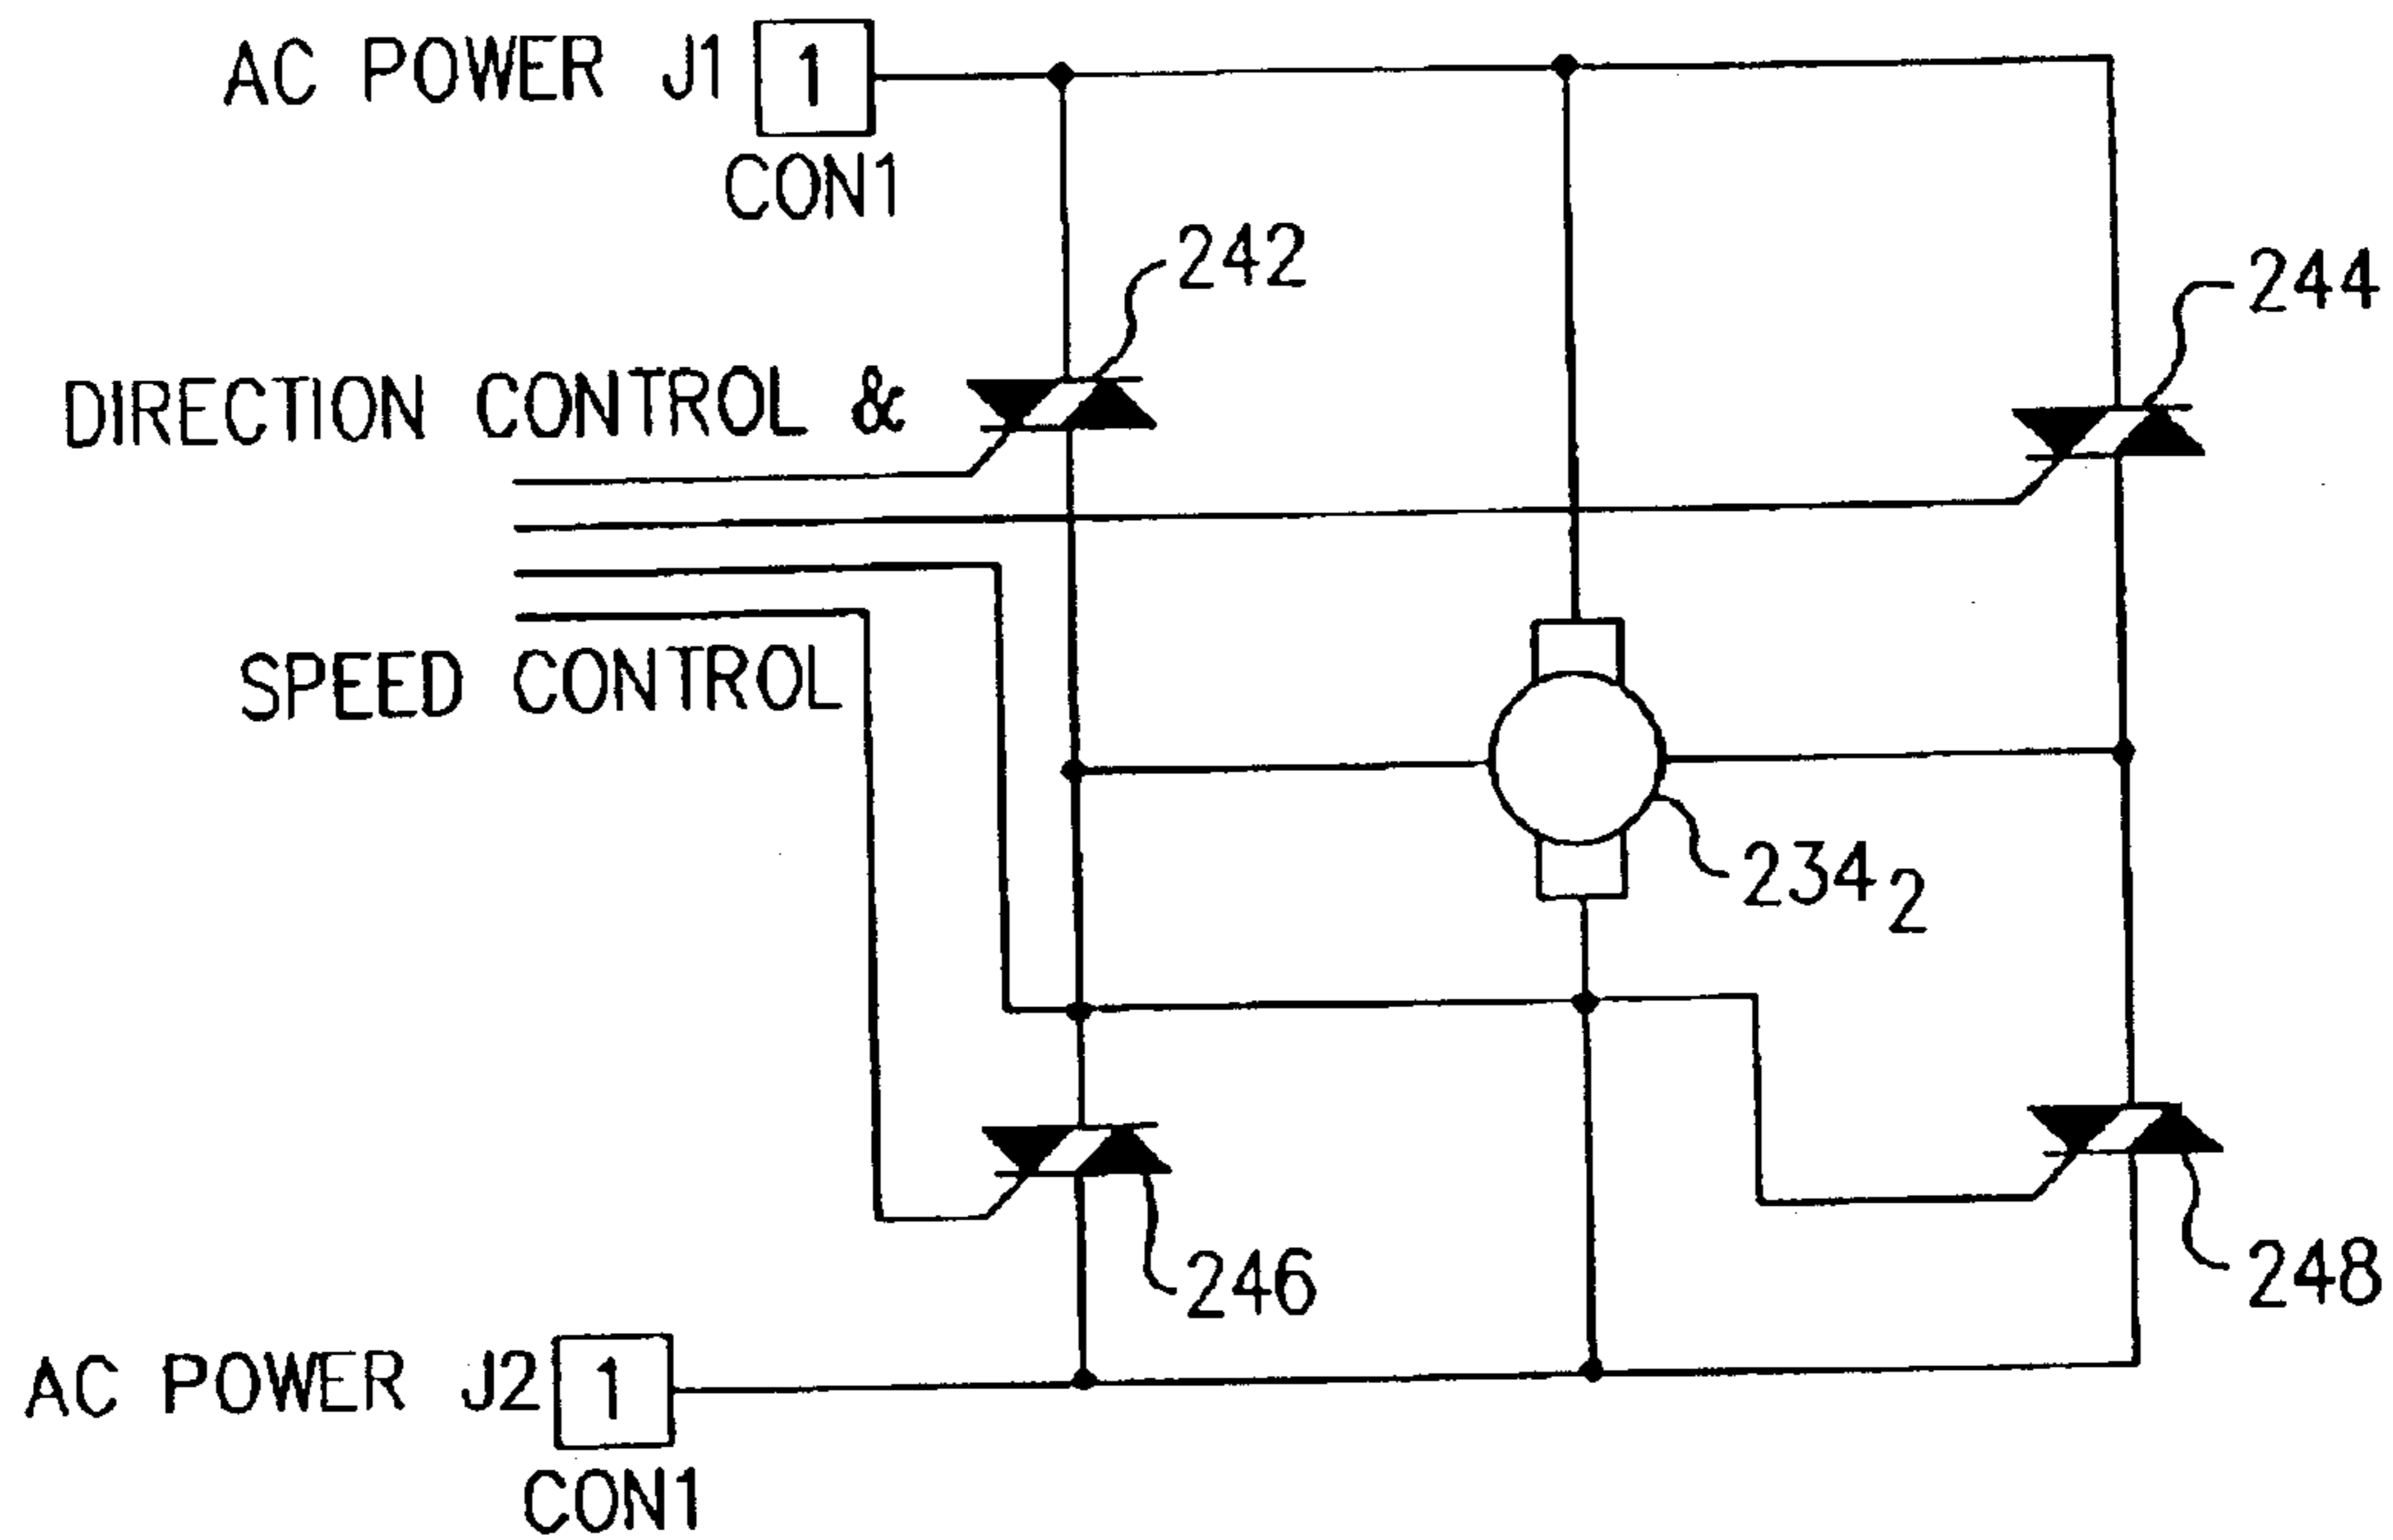 AC POWER J1 1
CON1
242
244
DIRECTION CONTROL &
SPEED CONTROL
234 2
246
248
AC POWER J2 1
CON1